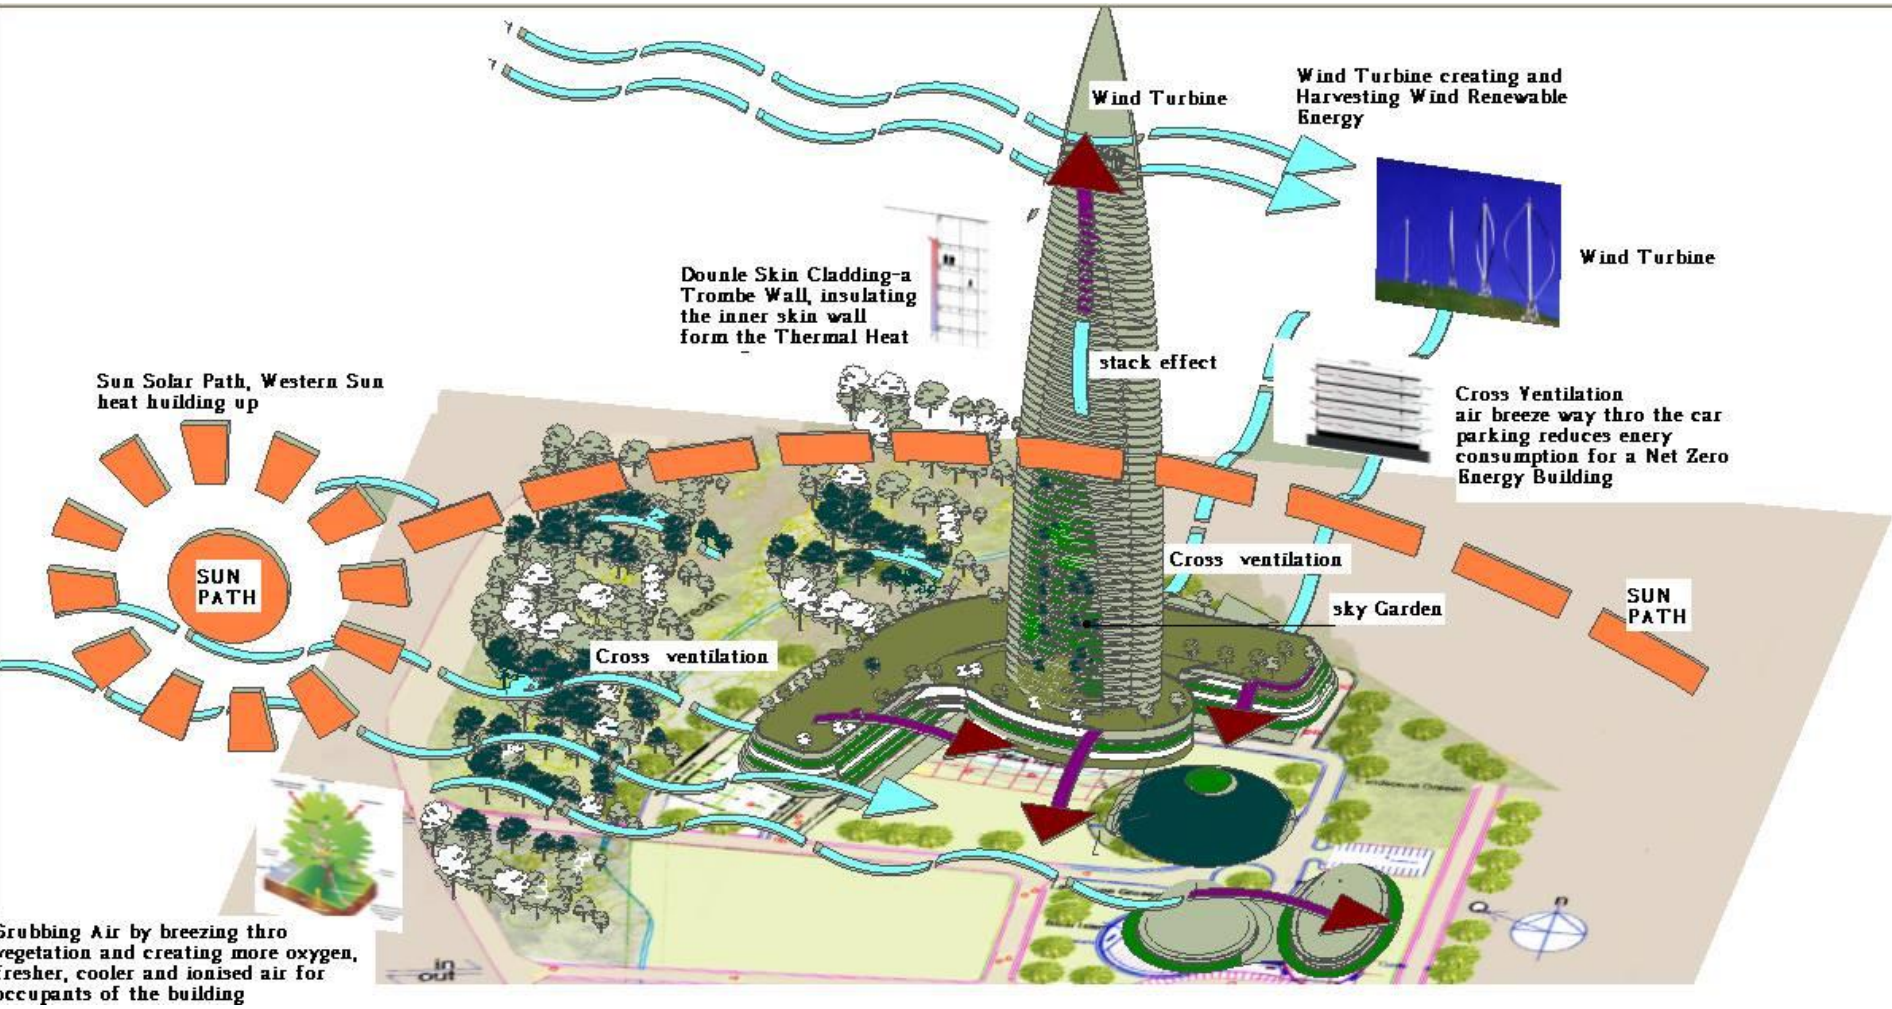 Wind Turbine
Wind Turbine creating and
Harvesting Wind Renewable
Energy
Wind Turbine
Dounle Skin Cladding-a
Trombe Wall, insulating
the inner skin wall
form the Thermal Heat
stack effect
Sun Solar Path, Western Sun
heat huilding up
Cross Ventilation
air breeze way thro the car
parking reduces enery
consumption for a Net Zero
Energy Building
SUN
PATH
Cross ventilation
sky Garden
SUN
PATH
Cross ventilation
Grubbing Air by breezing thro
vegetation and creating more oxygen,
fresher, cooler and ionised air for
occupants of the building
in
out
n